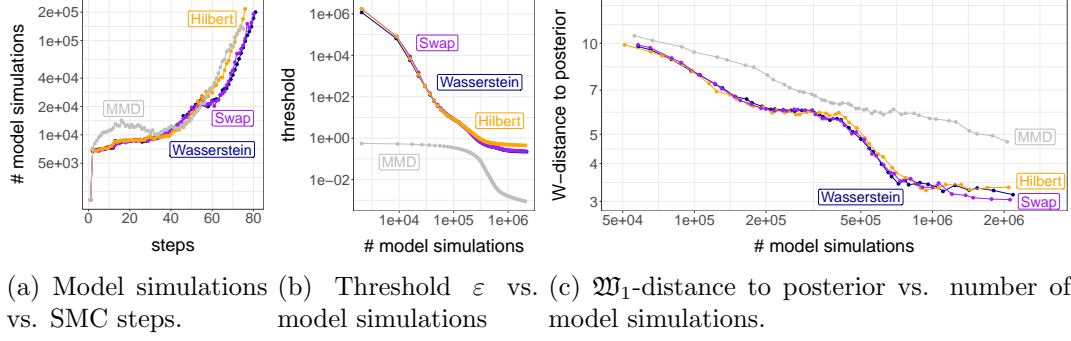 2e+05
4e+04
2e+04
1e+04
5e+03
# model simulations
Hilbert
MMD
Swap
Wasserstein
0
20
40
60
80
steps
1e+06
1e+04
1e+02
1e+00
1e−02
threshold
Swap
Wasserstein
Hilbert
MMD
1e+04
1e+05
1e+06
# model simulations
10
7
5
4
3
W−distance to posterior
MMD
Hilbert
Swap
Wasserstein
5e+04
1e+05
2e+05
5e+05
1e+06
2e+06
# model simulations
(a) Model simulations
vs. SMC steps.
(b) Threshold ε vs.
model simulations
(c) 𝔚₁-distance to posterior vs. number of
model simulations.